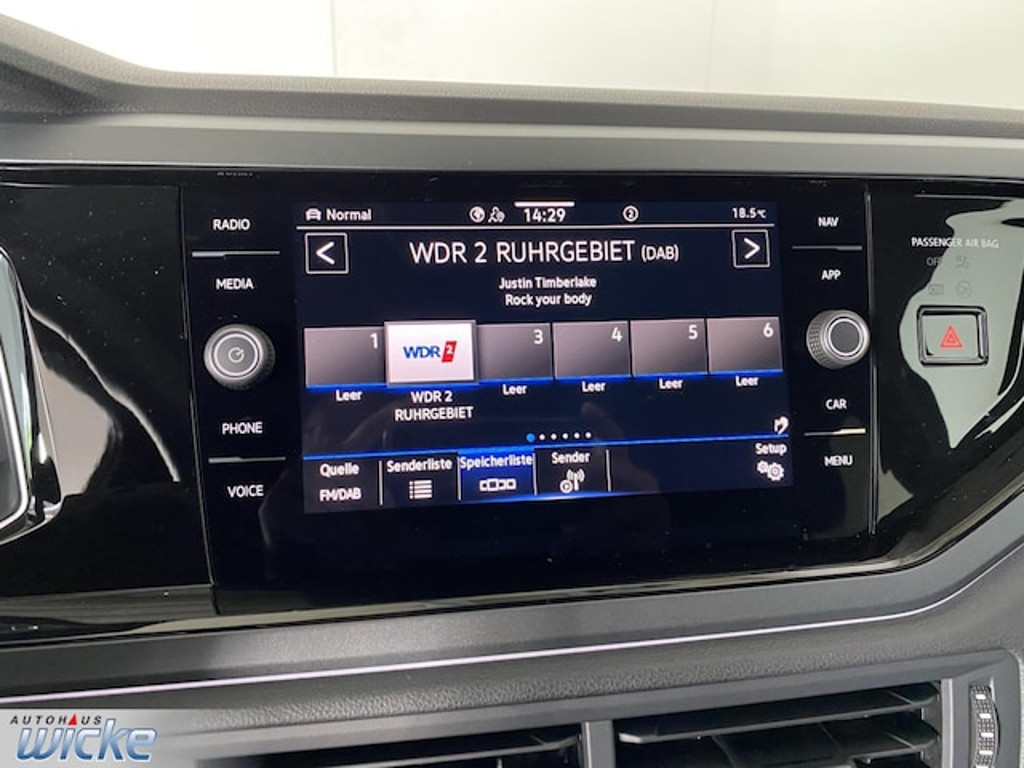 RADIO
MEDIA
PHONE
VOICE
Normal
14:29
2
18.5°C
<
WDR 2 RUHRGEBIET (DAB)
>
Justin Timberlake
Rock your body
1
WDR 2
3
4
5
6
Leer
WDR 2
RUHRGEBIET
Leer
Leer
Leer
Leer
Quelle
FM/DAB
Senderliste
Speicherliste
Sender
Setup
NAV
APP
CAR
MENU
PASSENGER AIR BAG
AUTOHAUS
wicke